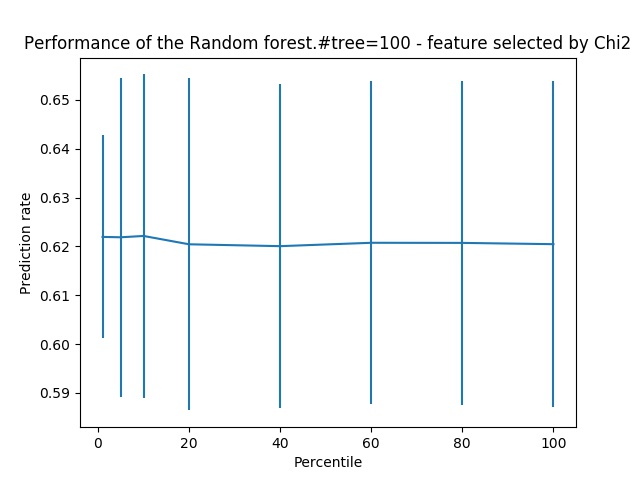 Performance of the Random forest.#tree=100 - feature selected by Chi2
Prediction rate
0.65
0.64
0.63
0.62
0.61
0.60
0.59
0 20 40 60 80 100
Percentile